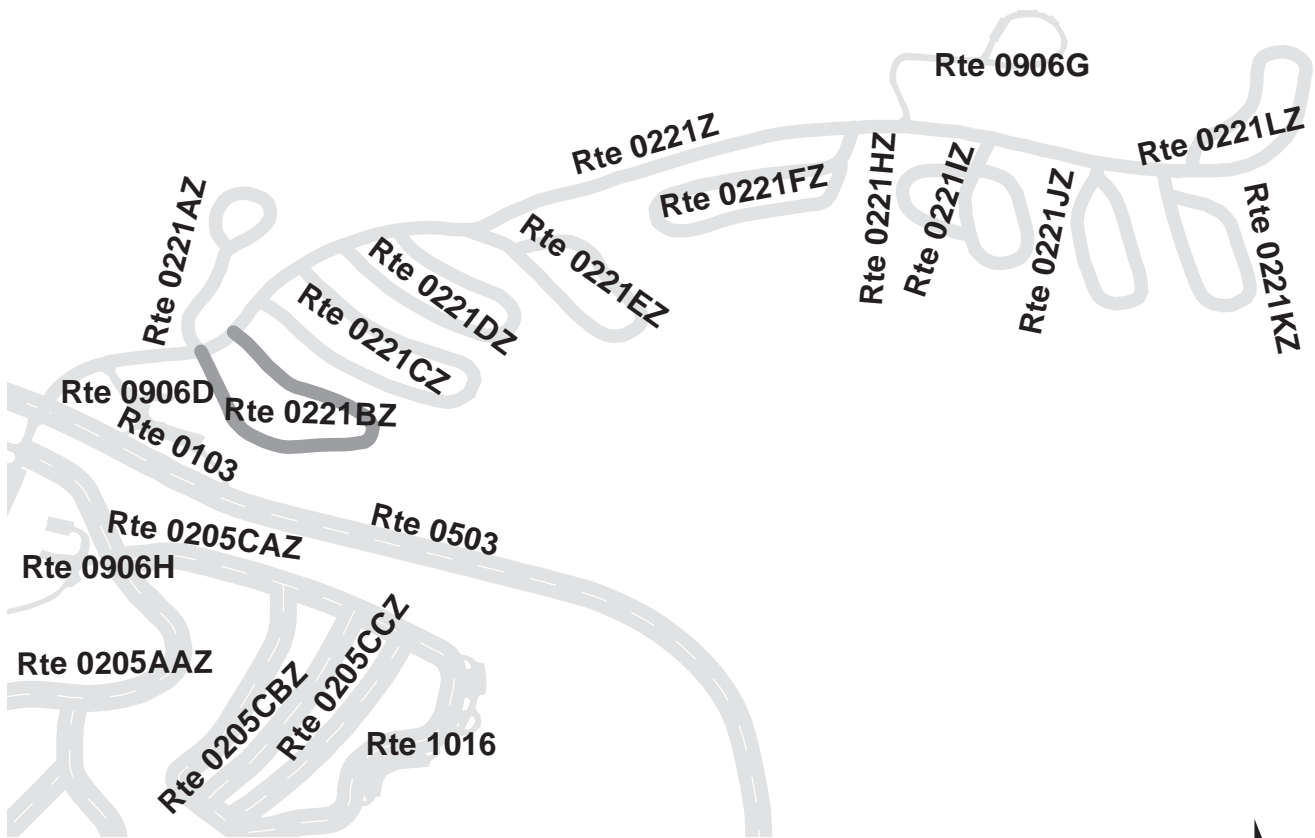 Rte 0906G
Rte 0221Z
Rte 0221LZ
Rte 0221FZ
Rte 0221HZ
Rte 0221IZ
Rte 0221JZ
Rte 0221KZ
Rte 0221AZ
Rte 0221EZ
Rte 0221DZ
Rte 0221CZ
Rte 0906D
Rte 0221BZ
Rte 0103
Rte 0503
Rte 0205CAZ
Rte 0906H
Rte 0205AAZ
Rte 0205CBZ
Rte 0205CCZ
Rte 1016